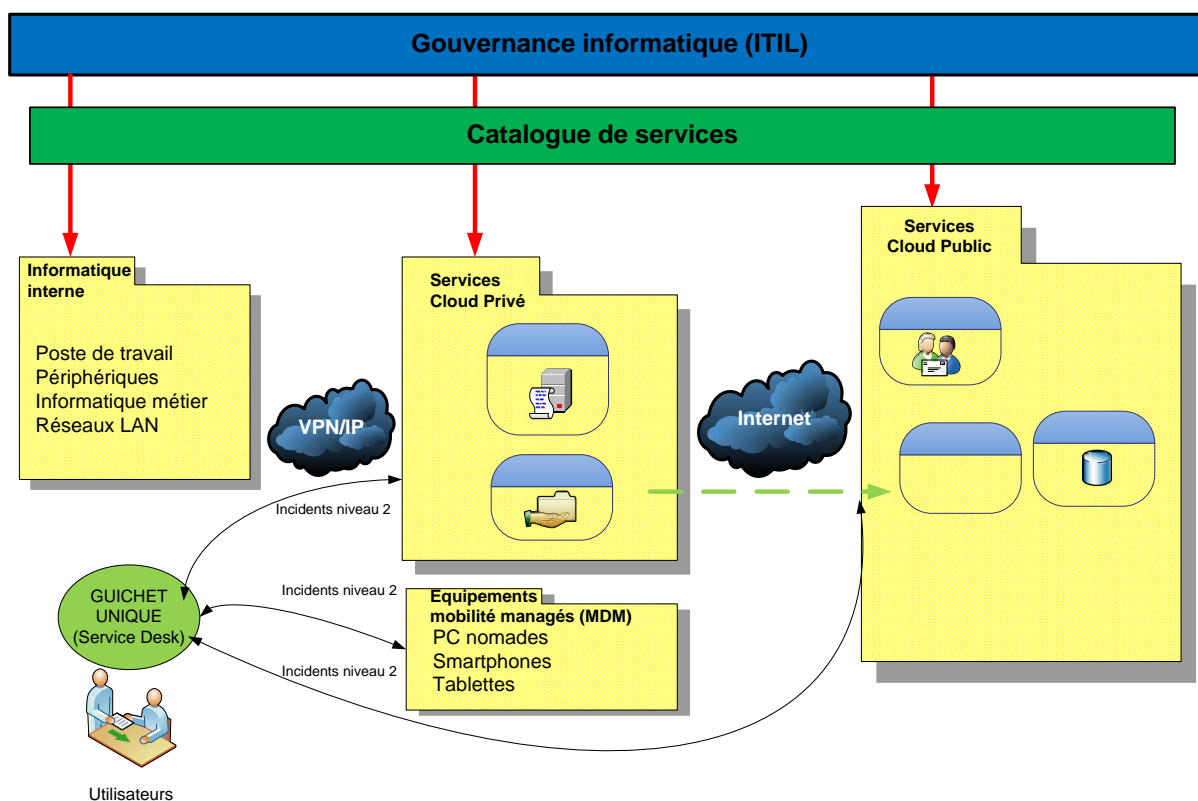 Gouvernance informatique (ITIL)
Catalogue de services
Informatique
interne
Poste de travail
Périphériques
Informatique métier
Réseaux LAN
VPN/IP
Services
Cloud Privé
Internet
Services
Cloud Public
Incidents niveau 2
GUICHET
UNIQUE
(Service Desk)
Incidents niveau 2
Incidents niveau 2
Equipements
mobilité managés (MDM)
PC nomades
Smartphones
Tablettes
Utilisateurs